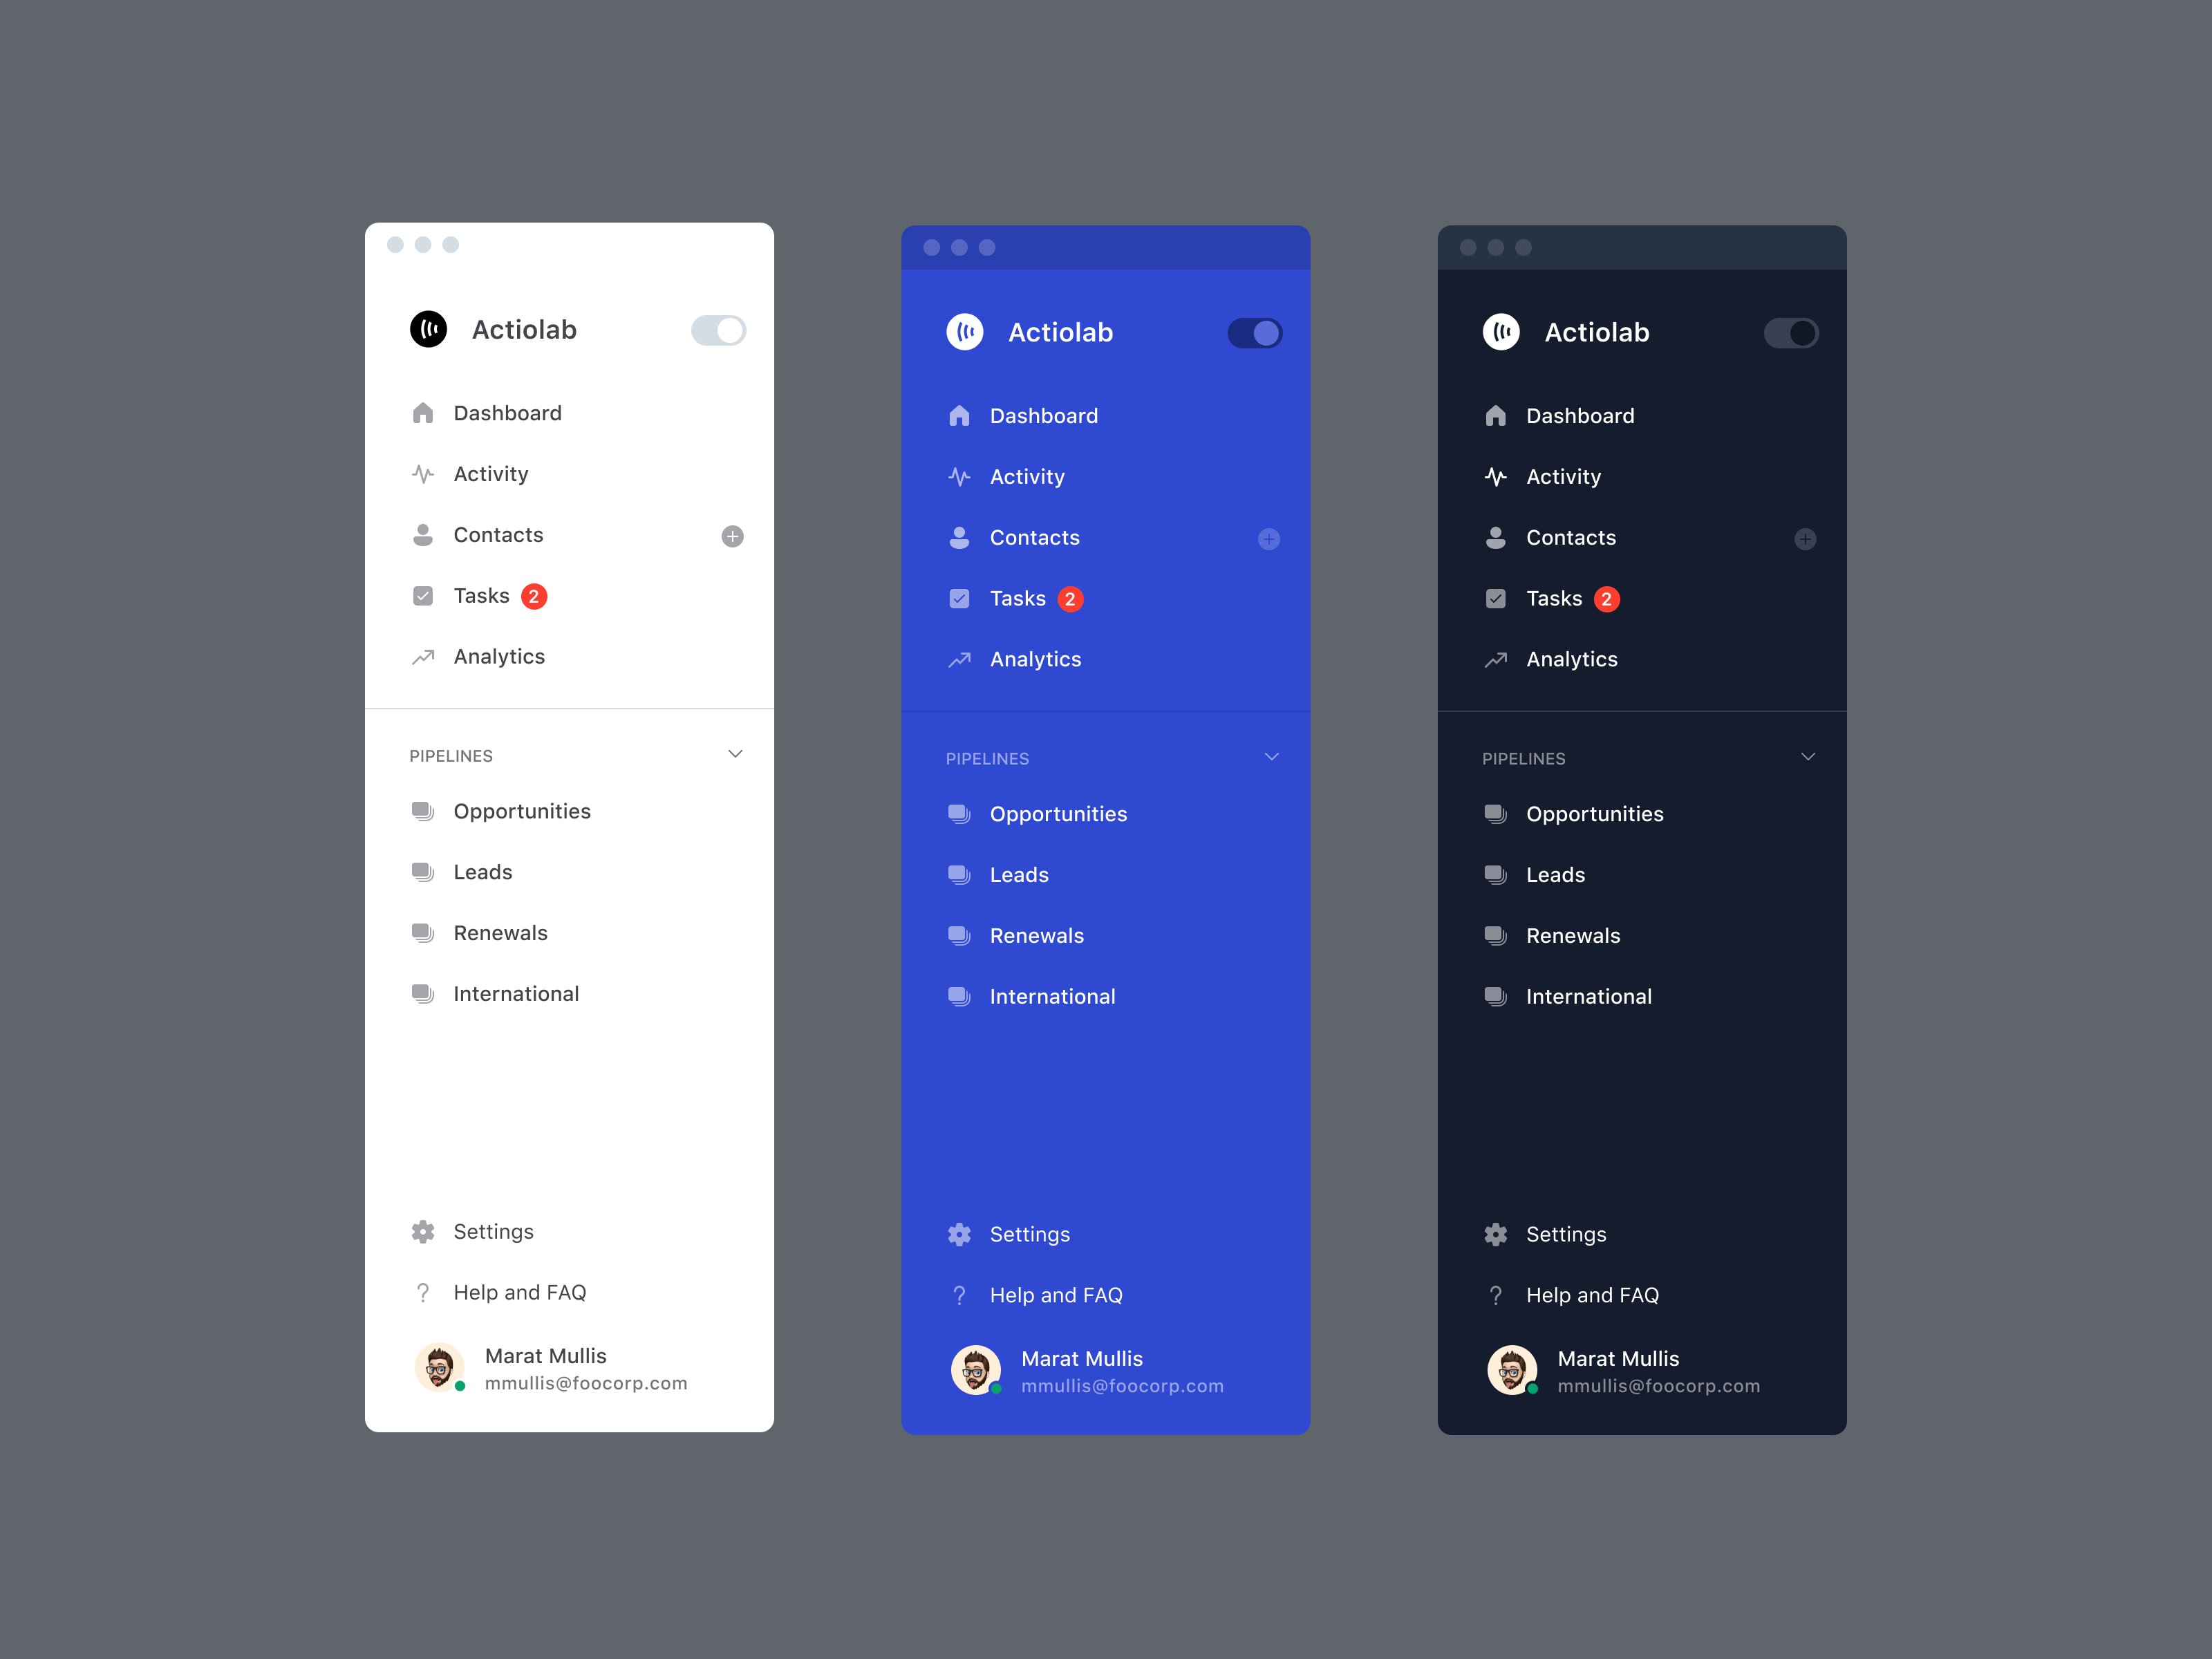 Actiolab
Dashboard
Activity
Contacts
Tasks 2
Analytics
PIPELINES
Opportunities
Leads
Renewals
International
Settings
Help and FAQ
Marat Mullis
mmullis@foocorp.com
Actiolab
Dashboard
Activity
Contacts
Tasks 2
Analytics
PIPELINES
Opportunities
Leads
Renewals
International
Settings
Help and FAQ
Marat Mullis
mmullis@foocorp.com
Actiolab
Dashboard
Activity
Contacts
Tasks 2
Analytics
PIPELINES
Opportunities
Leads
Renewals
International
Settings
Help and FAQ
Marat Mullis
mmullis@foocorp.com